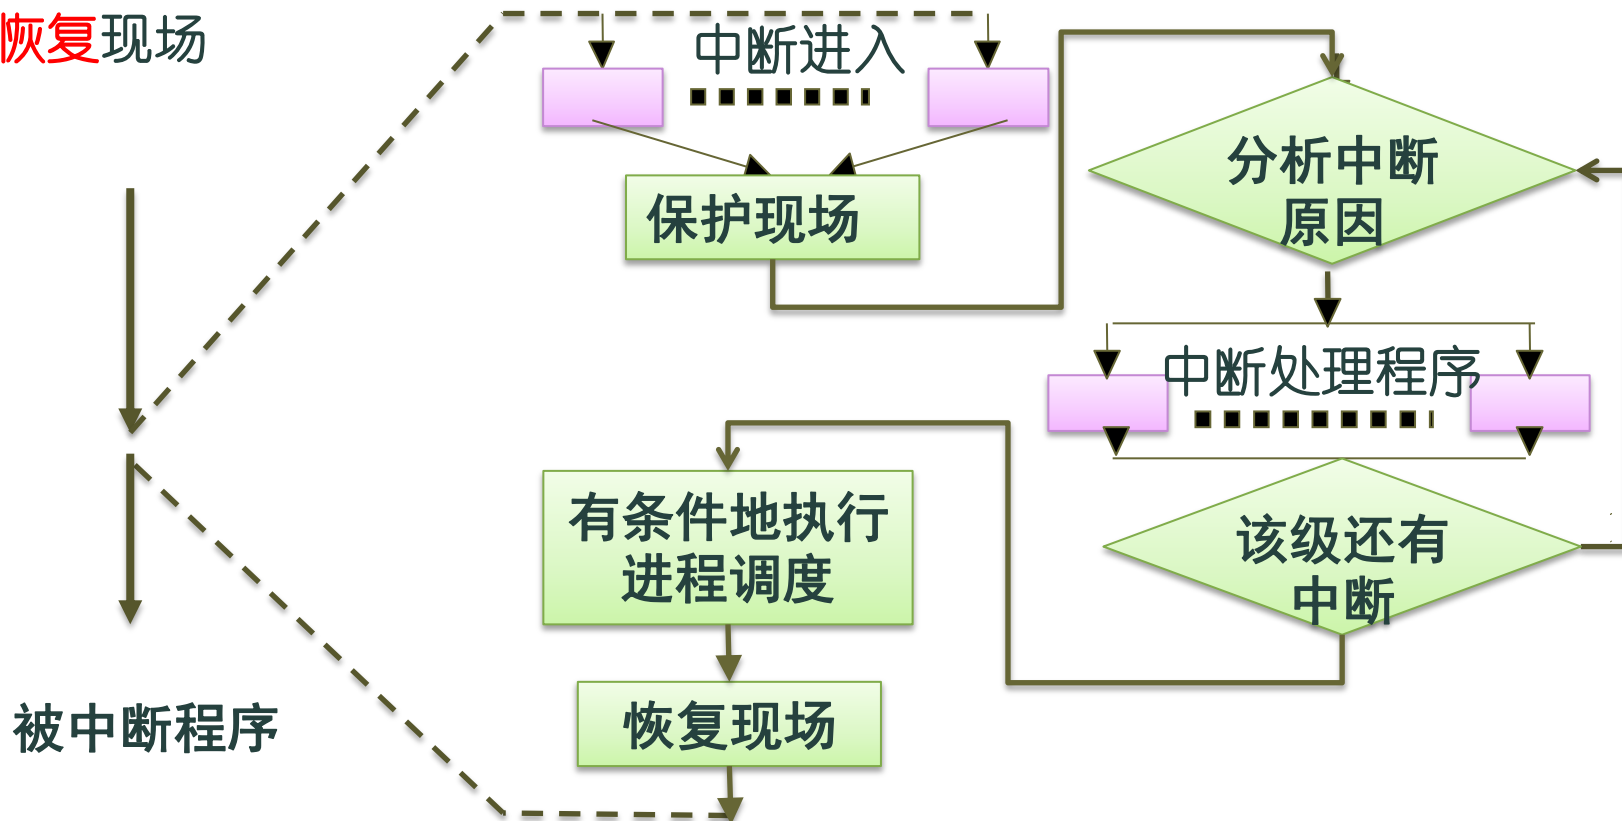 恢复现场
中断进入
保护现场
分析中断
原因
中断处理程序
该级还有
中断
有条件地执行
进程调度
恢复现场
被中断程序